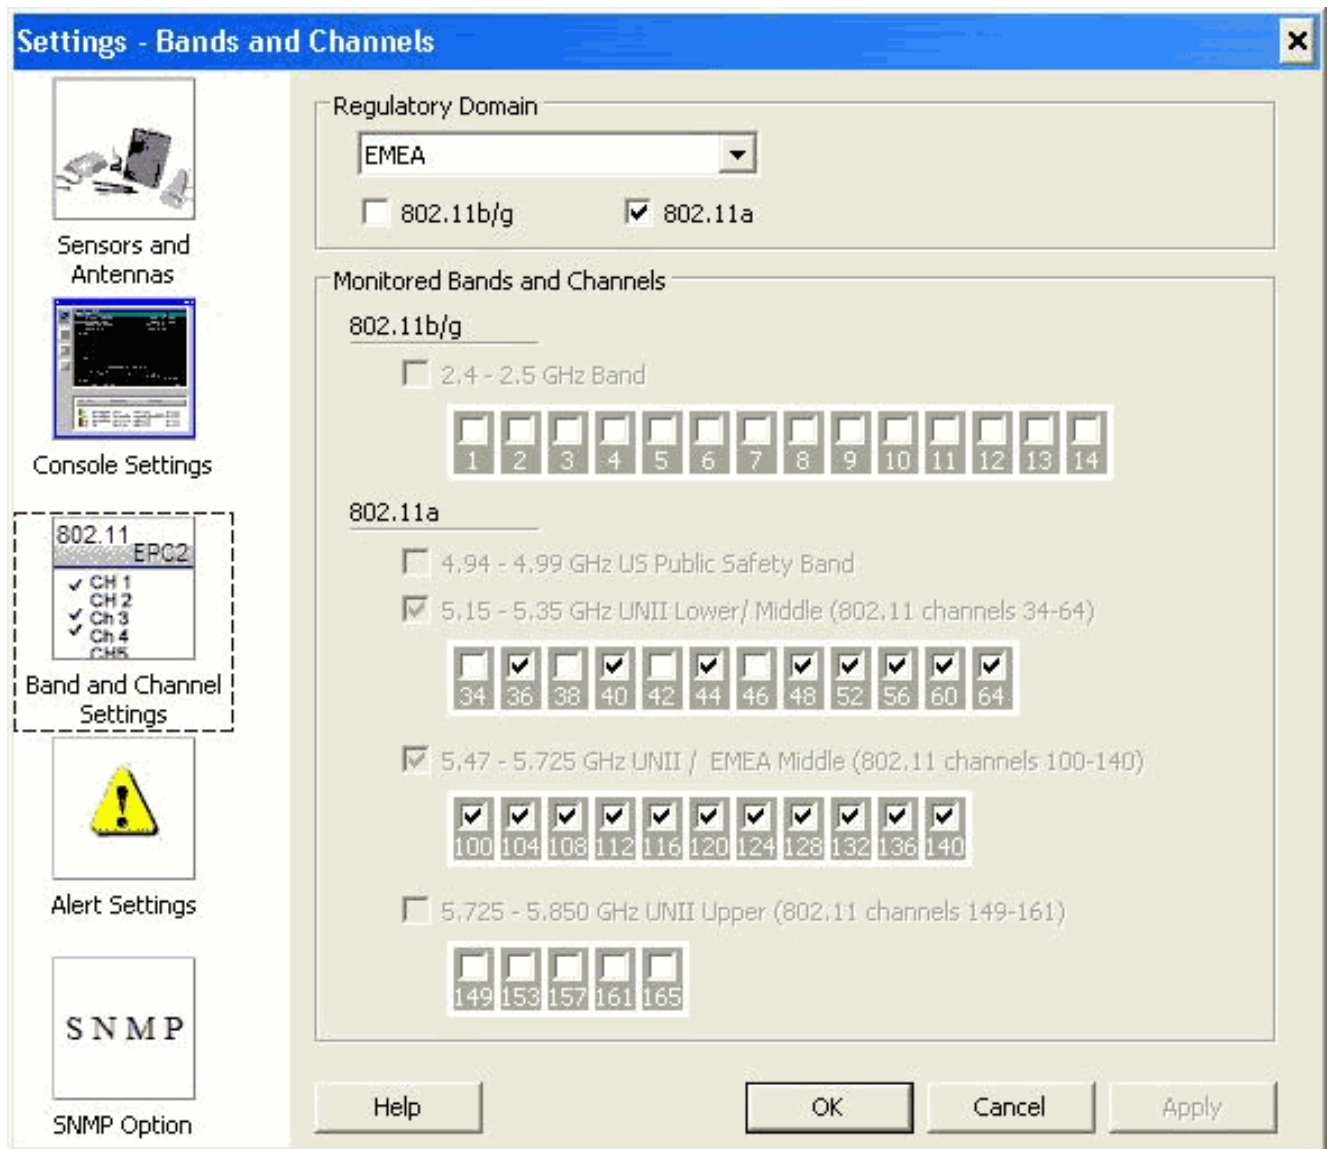 Settings - Bands and Channels
Sensors and
Antennas
Console Settings
802.11
EPC2
CH 1
CH 2
Ch 3
Ch 4
CH5
Band and Channel
Settings
Alert Settings
S N M P
SNMP Option
Regulatory Domain
EMEA
802.11b/g 802.11a
Monitored Bands and Channels
802.11b/g
2.4 - 2.5 GHz Band
1 2 3 4 5 6 7 8 9 10 11 12 13 14
802.11a
4.94 - 4.99 GHz US Public Safety Band
5.15 - 5.35 GHz UNII Lower/ Middle (802.11 channels 34-64)
34 36 38 40 42 44 46 48 52 56 60 64
5.47 - 5.725 GHz UNII / EMEA Middle (802.11 channels 100-140)
100 104 108 112 116 120 124 128 132 136 140
5.725 - 5.850 GHz UNII Upper (802.11 channels 149-161)
149 153 157 161 165
Help OK Cancel Apply